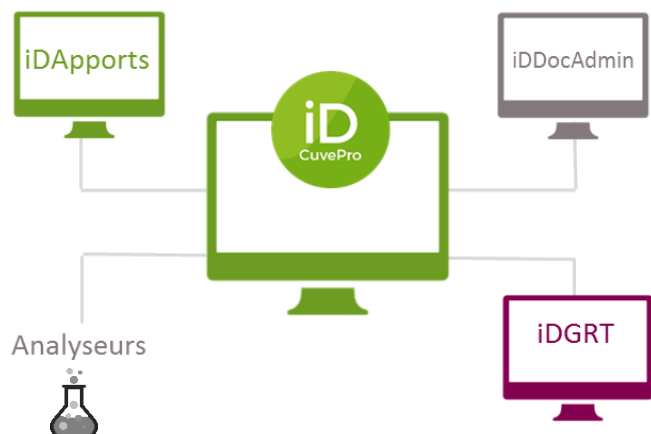 iDApports
iDDocAdmin
iD
CuvePro
iDGRT
Analyseurs